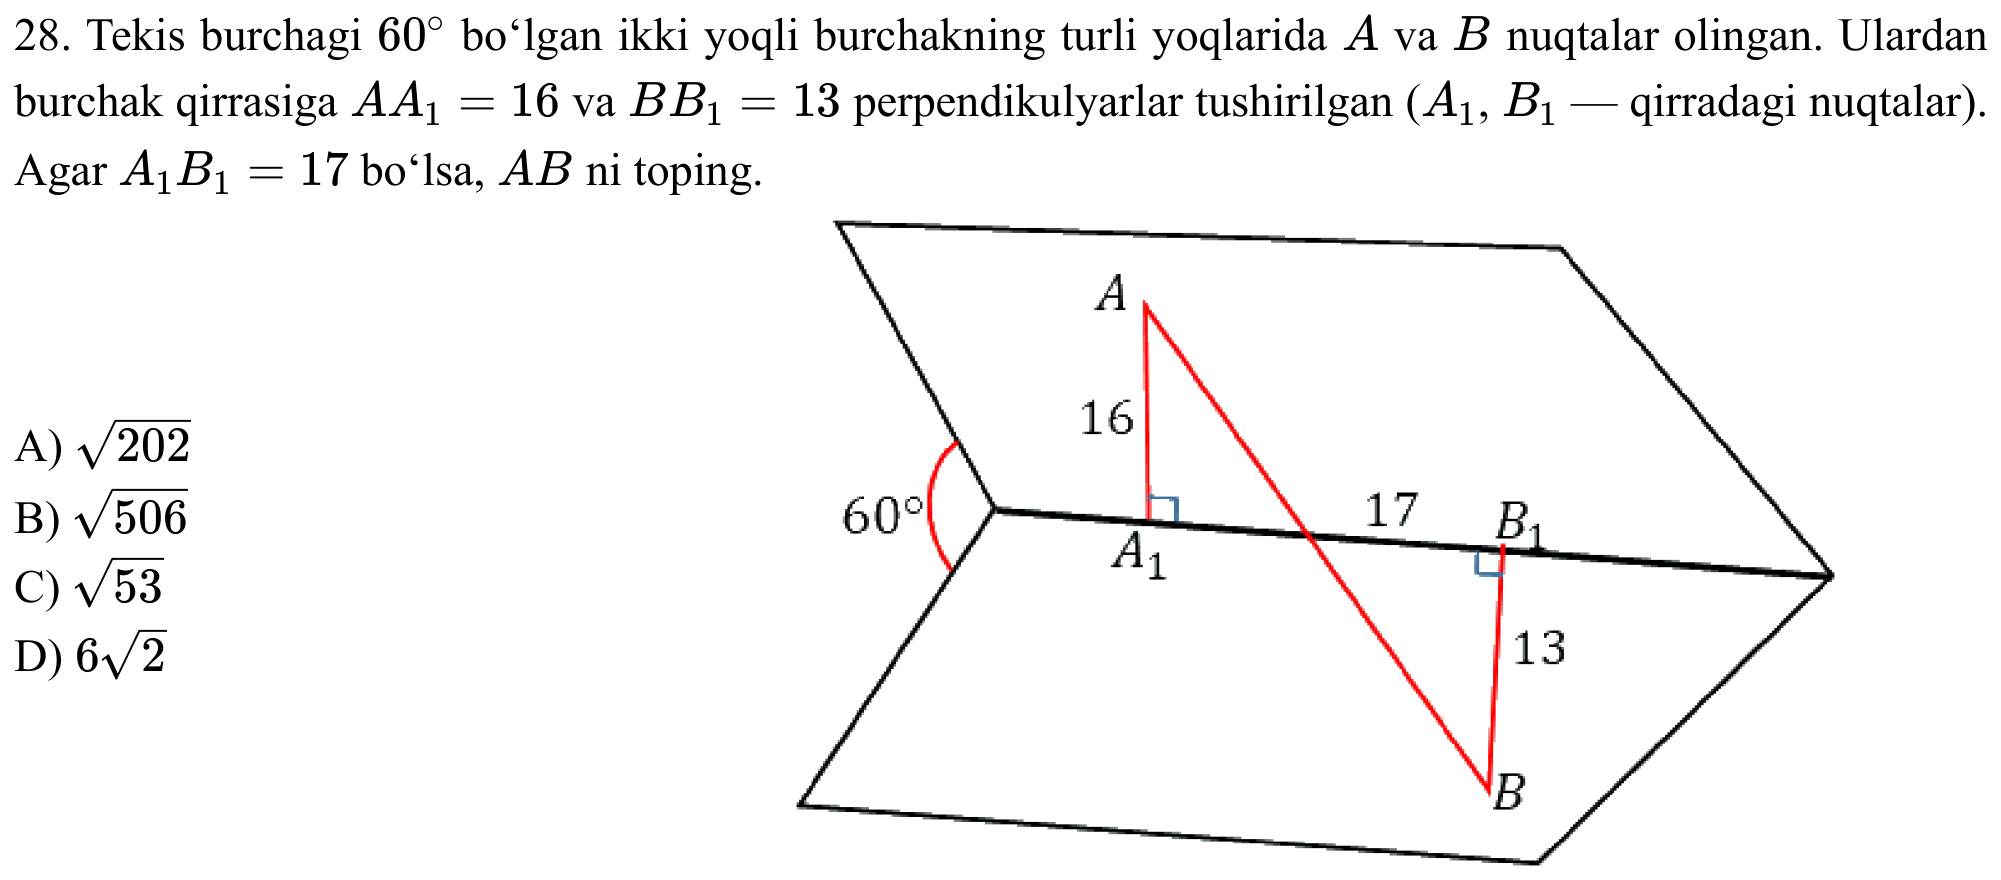 28. Tekis burchagi 60° bo‘lgan ikki yoqli burchakning turli yoqlarida A va B nuqtalar olingan. Ulardan
burchak qirrasiga AA₁ = 16 va BB₁ = 13 perpendikulyarlar tushirilgan (A₁, B₁ — qirradagi nuqtalar).
Agar A₁B₁ = 17 bo‘lsa, AB ni toping.
A
16
60°
17
B₁
A₁
13
B
A) √202
B) √506
C) √53
D) 6√2